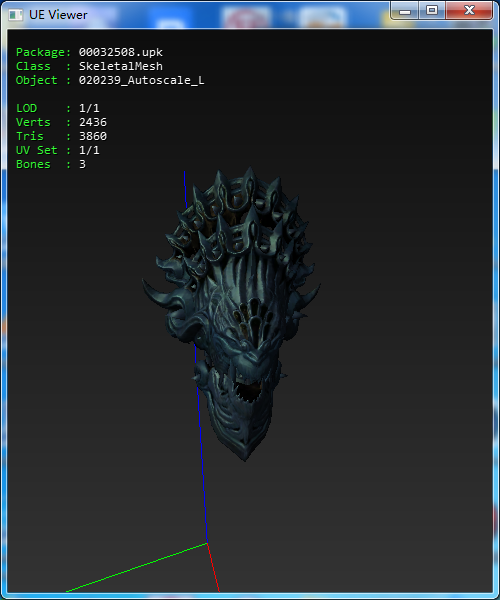 UE Viewer
Package: 00032508.upk
Class : SkeletalMesh
Object : 020239_Autoscale_L
LOD : 1/1
Verts : 2436
Tris : 3860
UV Set : 1/1
Bones : 3